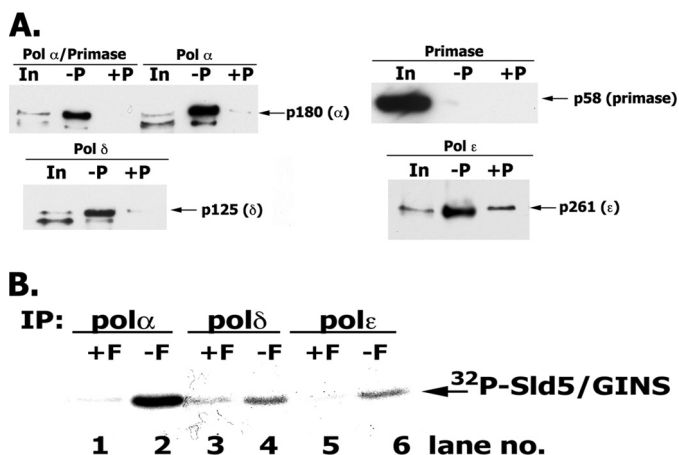 A.
Pol α/Primase Pol α Primase
In -P +P In -P +P In -P +P
p180 (α) p58 (primase)
Pol δ Pol ε
In -P +P In -P +P
p125 (δ) p261 (ε)
B.
IP: polα polδ polε
+F -F +F -F +F -F
³²P-Sld5/GINS
1 2 3 4 5 6 lane no.